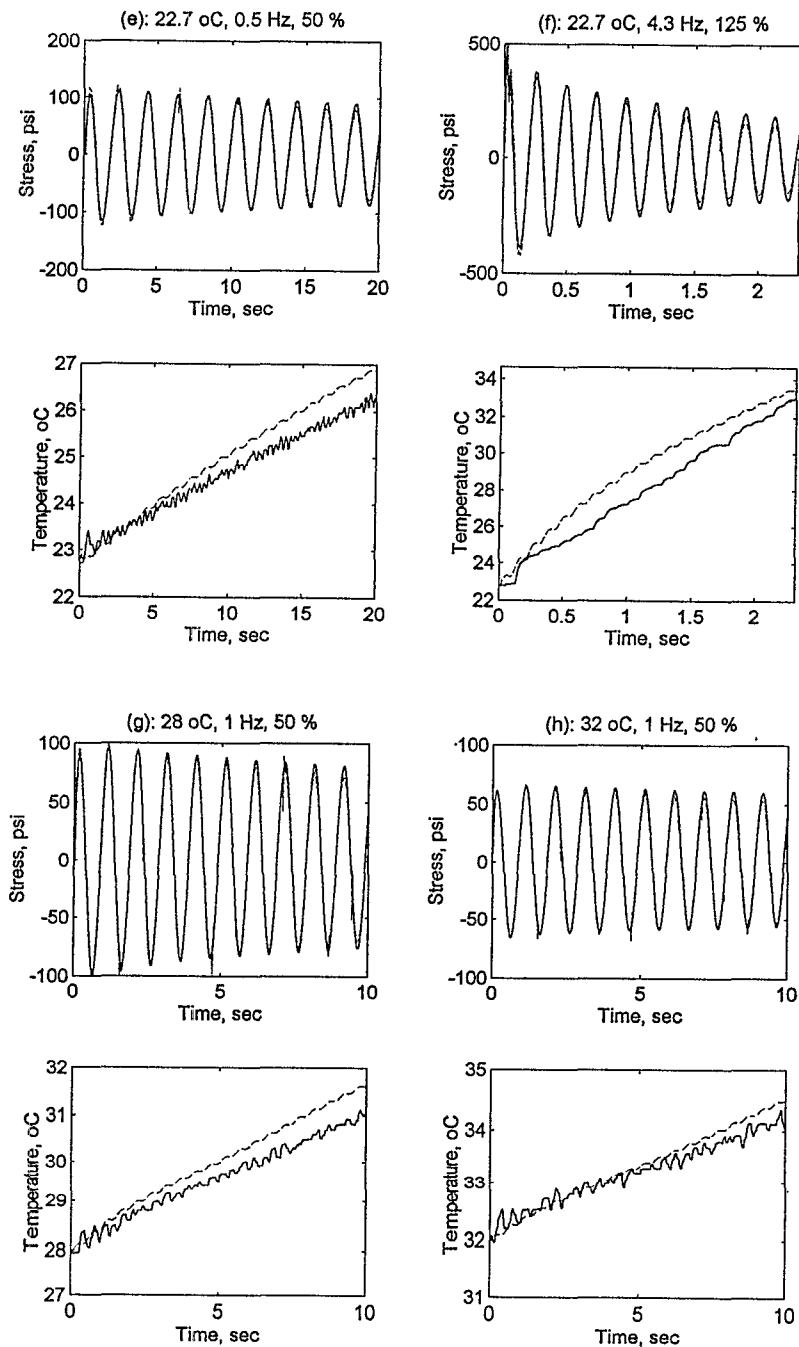 (e): 22.7 oC, 0.5 Hz, 50 %
200
100
0
-100
-200
Stress, psi
0 5 10 15 20
Time, sec
(f): 22.7 oC, 4.3 Hz, 125 %
500
0
-500
Stress, psi
0 0.5 1 1.5 2
Time, sec
27
26
25
24
23
22
Temperature, oC
0 5 10 15 20
Time, sec
34
32
30
28
26
24
22
Temperature, oC
0 0.5 1 1.5 2
Time, sec
(g): 28 oC, 1 Hz, 50 %
100
50
0
-50
-100
Stress, psi
0 5 10
Time, sec
(h): 32 oC, 1 Hz, 50 %
100
50
0
-50
-100
Stress, psi
0 5 10
Time, sec
32
31
30
29
28
27
Temperature, oC
0 5 10
Time, sec
35
34
33
32
31
Temperature, oC
0 5 10
Time, sec